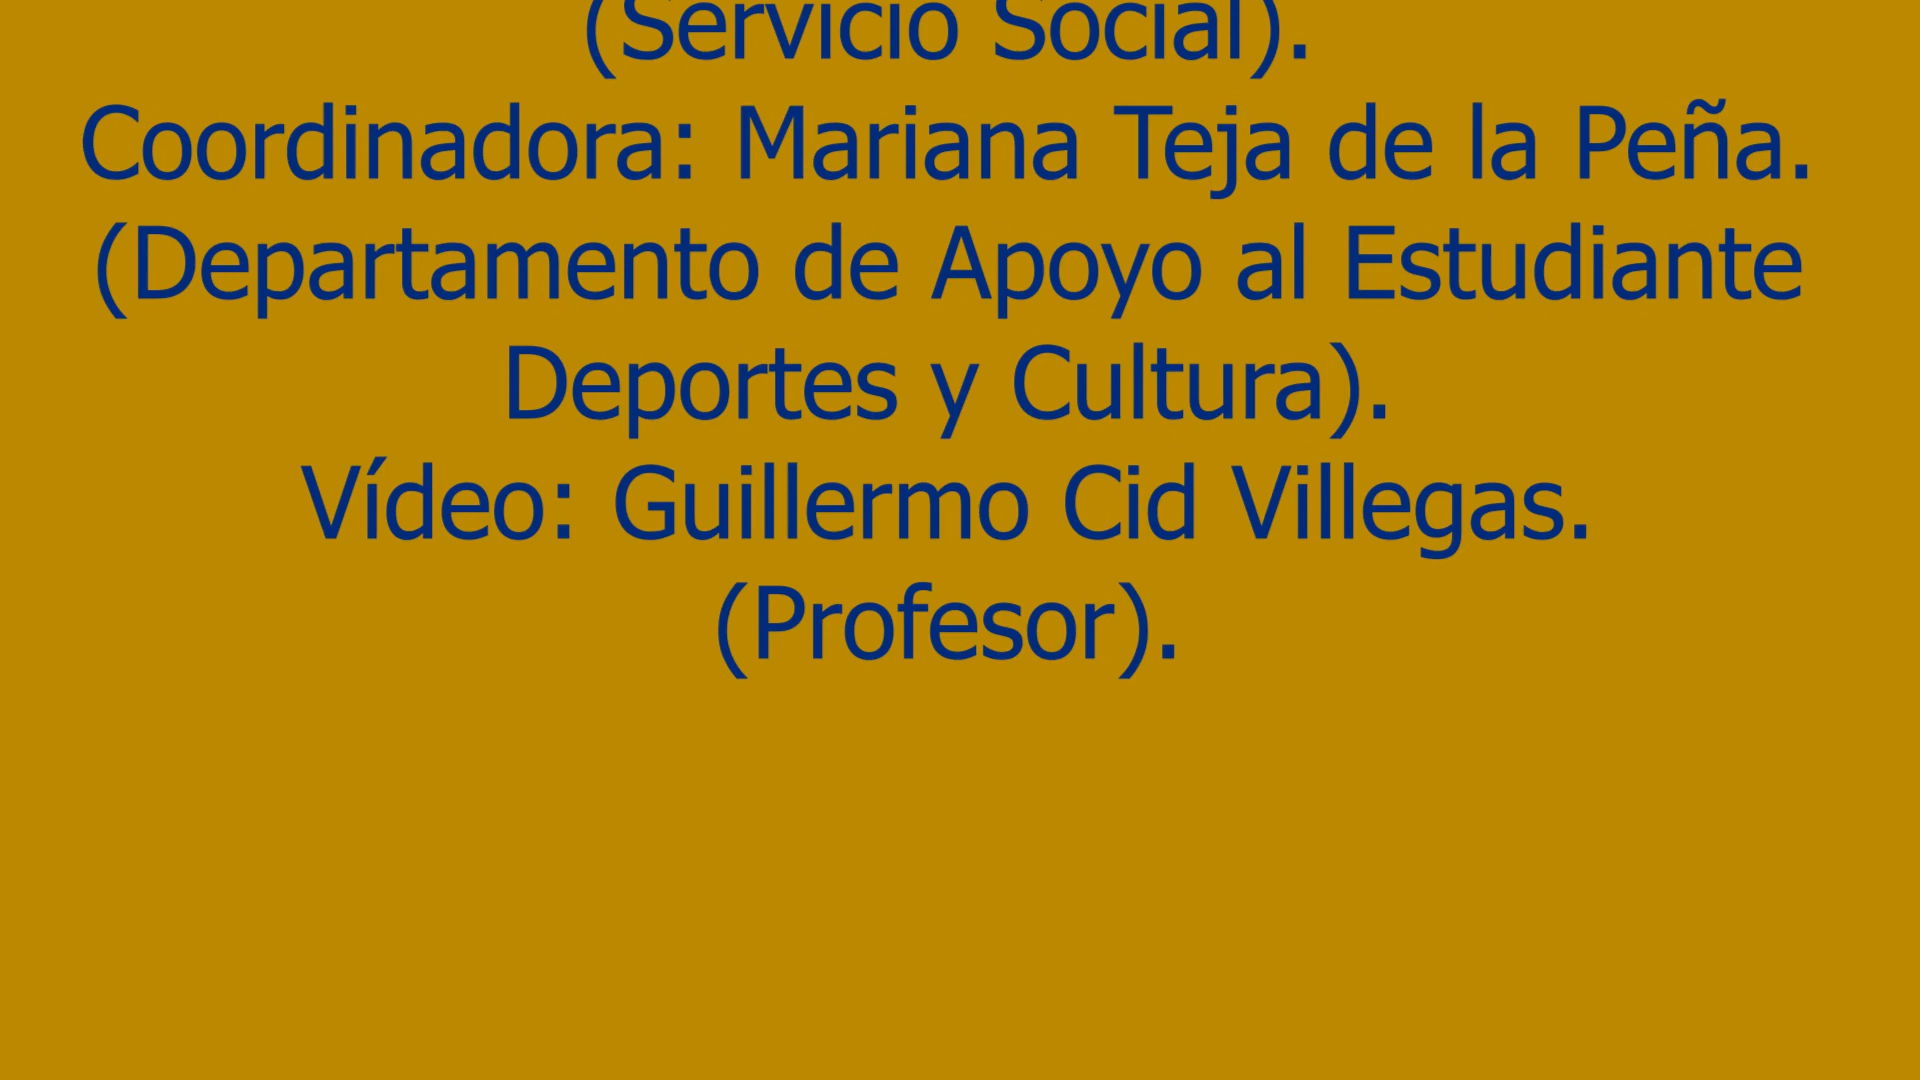 (Servicio Social).
Coordinadora: Mariana Teja de la Peña.
(Departamento de Apoyo al Estudiante
Deportes y Cultura).
Vídeo: Guillermo Cid Villegas.
(Profesor).